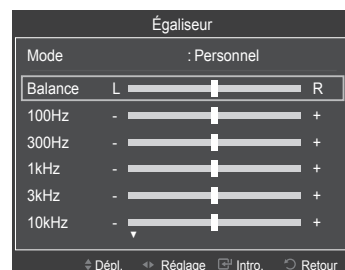 Égaliseur
Mode : Personnel
Balance L R
100Hz - +
300Hz - +
1kHz - +
3kHz - +
10kHz - +
Dépl. Réglage Intro. Retour